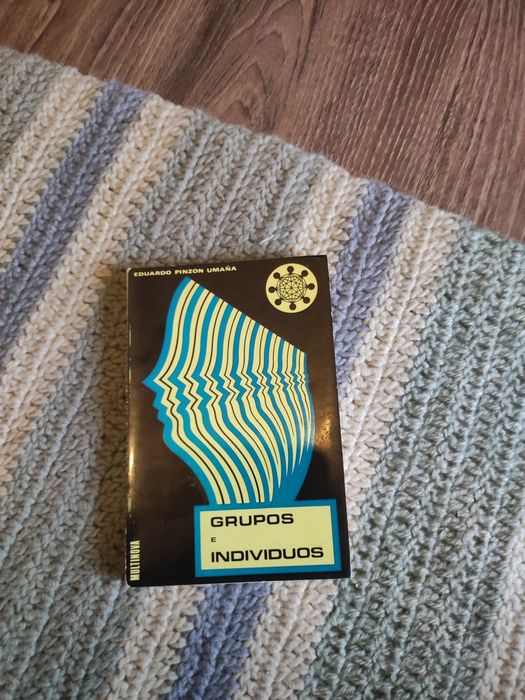 EDUARDO PINZON UMAÑA
GRUPOS
E
INDIVIDUOS
MULTINOVA